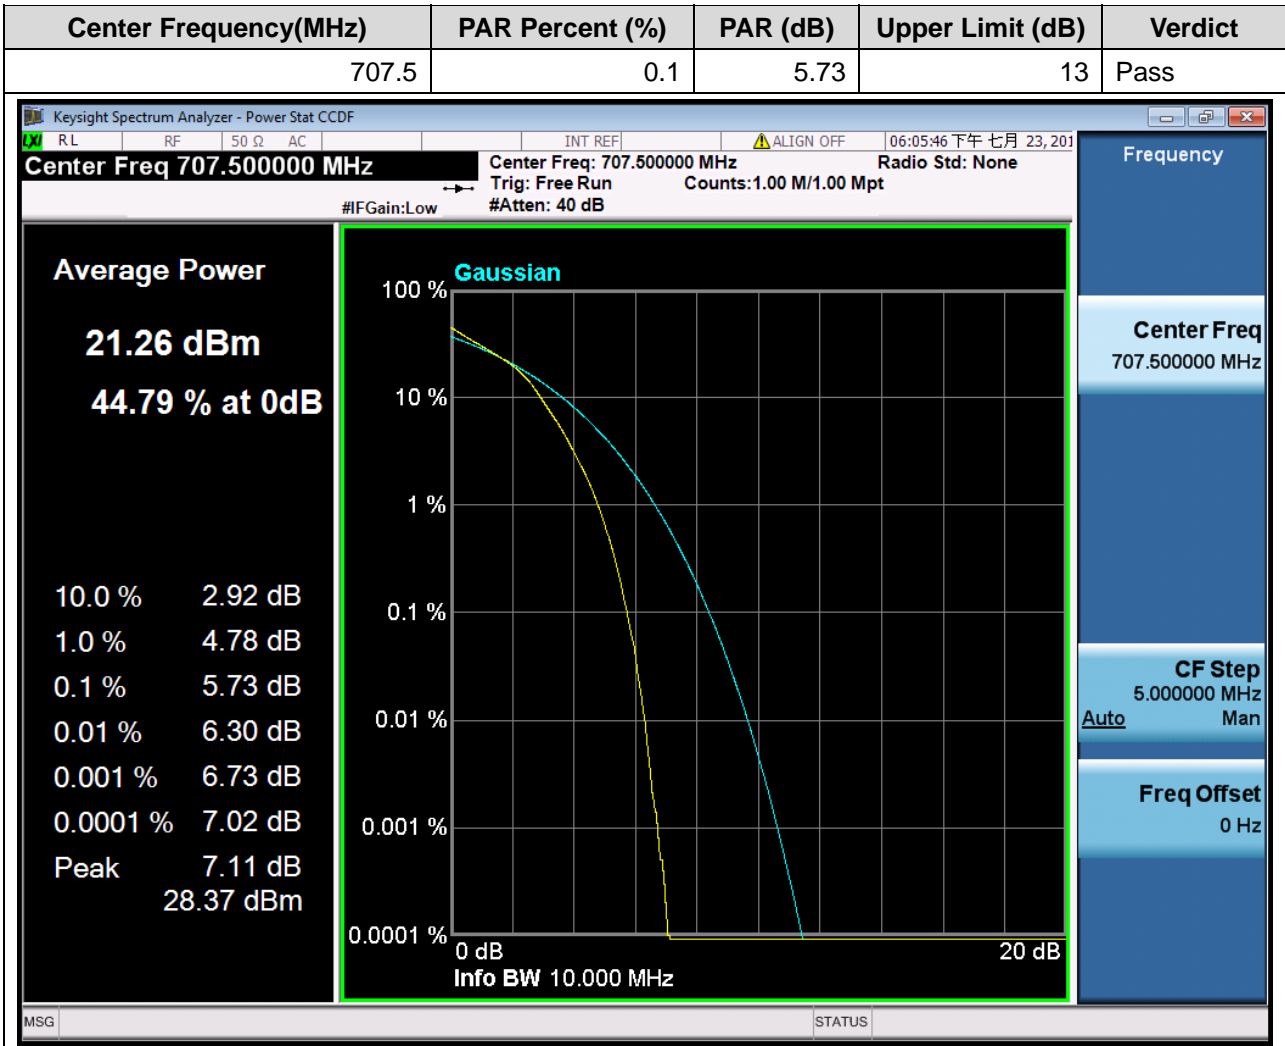 Center Frequency(MHz) PAR Percent (%) PAR (dB) Upper Limit (dB) Verdict
707.5 0.1 5.73 13 Pass
Keysight Spectrum Analyzer - Power Stat CCDF
LXI RL RF 50 Ω AC INT REF ALIGN OFF 06:05:46 下午 七月 23, 201
Center Freq 707.500000 MHz
#IFGain:Low
Center Freq: 707.500000 MHz Radio Std: None
Trig: Free Run Counts:1.00 M/1.00 Mpt
#Atten: 40 dB
Average Power
21.26 dBm
44.79 % at 0dB
10.0 % 2.92 dB
1.0 % 4.78 dB
0.1 % 5.73 dB
0.01 % 6.30 dB
0.001 % 6.73 dB
0.0001 % 7.02 dB
Peak 7.11 dB
28.37 dBm
Gaussian
100 %
10 %
1 %
0.1 %
0.01 %
0.001 %
0.0001 %
0 dB 20 dB
Info BW 10.000 MHz
Frequency
Center Freq
707.500000 MHz
CF Step
5.000000 MHz
Auto Man
Freq Offset
0 Hz
MSG STATUS